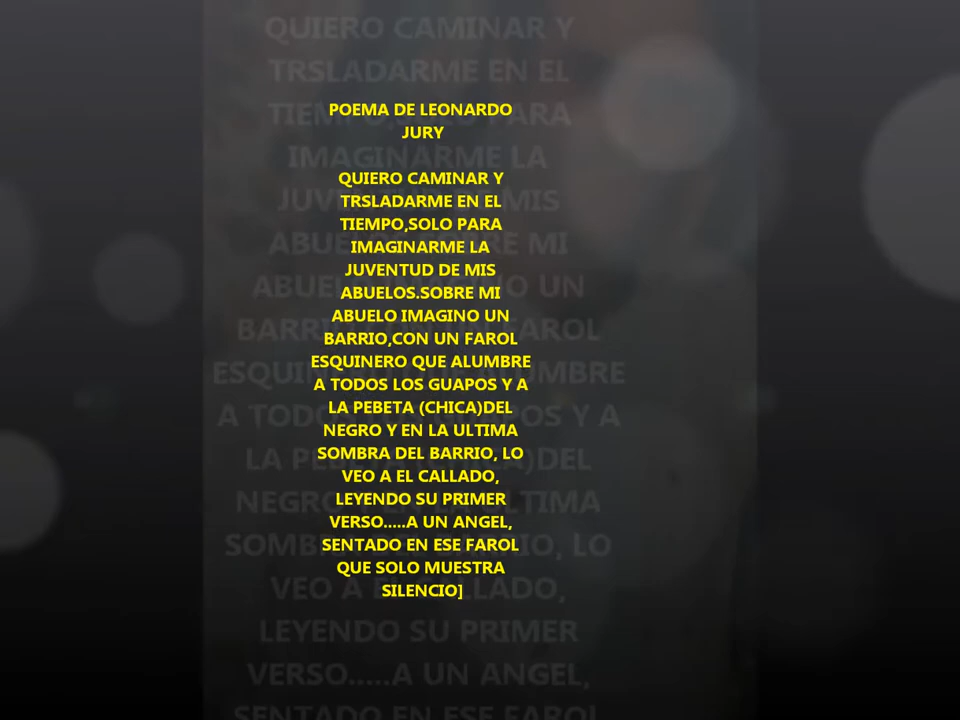 POEMA DE LEONARDO
JURY
QUIERO CAMINAR Y
TRSLADARME EN EL
TIEMPO,SOLO PARA
IMAGINARME LA
JUVENTUD DE MIS
ABUELOS.SOBRE MI
ABUELO IMAGINO UN
BARRIO,CON UN FAROL
ESQUINERO QUE ALUMBRE
A TODOS LOS GUAPOS Y A
LA PEBETA (CHICA)DEL
NEGRO Y EN LA ULTIMA
SOMBRA DEL BARRIO, LO
VEO A EL CALLADO,
LEYENDO SU PRIMER
VERSO.....A UN ANGEL,
SENTADO EN ESE FAROL
QUE SOLO MUESTRA
SILENCIO]